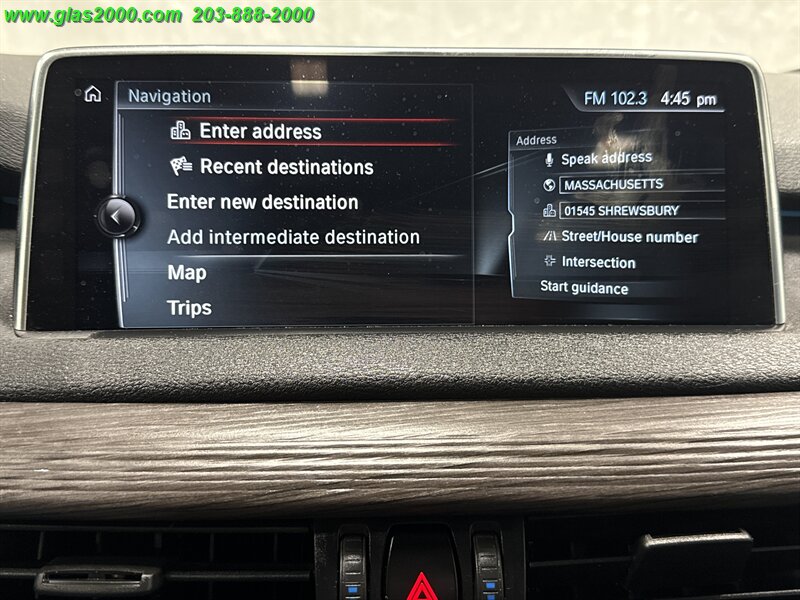 www.glas2000.com 203-888-2000
Navigation
FM 102.3 4:45 pm
Enter address
Recent destinations
Enter new destination
Add intermediate destination
Map
Trips
Address
Speak address
MASSACHUSETTS
01545 SHREWSBURY
Street/House number
Intersection
Start guidance